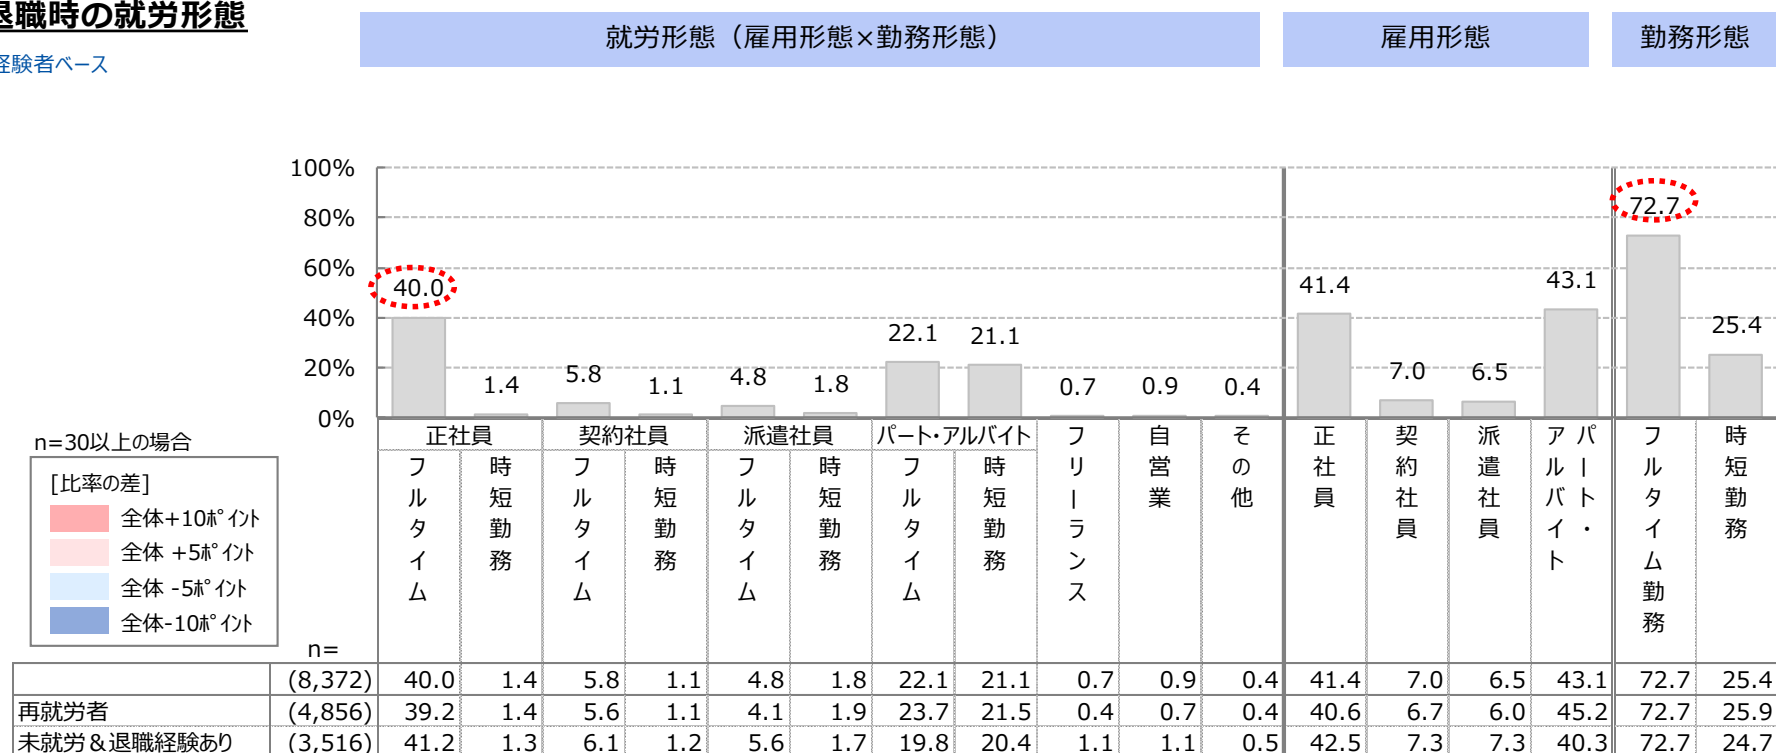 退職時の就労形態
経験者ベース
就労形態（雇用形態×勤務形態）
雇用形態
勤務形態
100%
80%
60%
40%
20%
0%
40.0
1.4
5.8
1.1
4.8
1.8
22.1
21.1
0.7
0.9
0.4
41.4
7.0
6.5
43.1
72.7
25.4
n=30以上の場合
[比率の差]
全体+10ﾎﾟｲﾝﾄ
全体 +5ﾎﾟｲﾝﾄ
全体 -5ﾎﾟｲﾝﾄ
全体-10ﾎﾟｲﾝﾄ
正社員
契約社員
派遣社員
パート・アルバイト
フルタイム
時短勤務
フルタイム
時短勤務
フルタイム
時短勤務
フルタイム
時短勤務
フリーランス
自営業
その他
正社員
契約社員
派遣社員
パート・
アルバイト
フルタイム勤務
時短勤務
n=
(8,372) 40.0 1.4 5.8 1.1 4.8 1.8 22.1 21.1 0.7 0.9 0.4 41.4 7.0 6.5 43.1 72.7 25.4
再就労者 (4,856) 39.2 1.4 5.6 1.1 4.1 1.9 23.7 21.5 0.4 0.7 0.4 40.6 6.7 6.0 45.2 72.7 25.9
未就労＆退職経験あり (3,516) 41.2 1.3 6.1 1.2 5.6 1.7 19.8 20.4 1.1 1.1 0.5 42.5 7.3 7.3 40.3 72.7 24.7